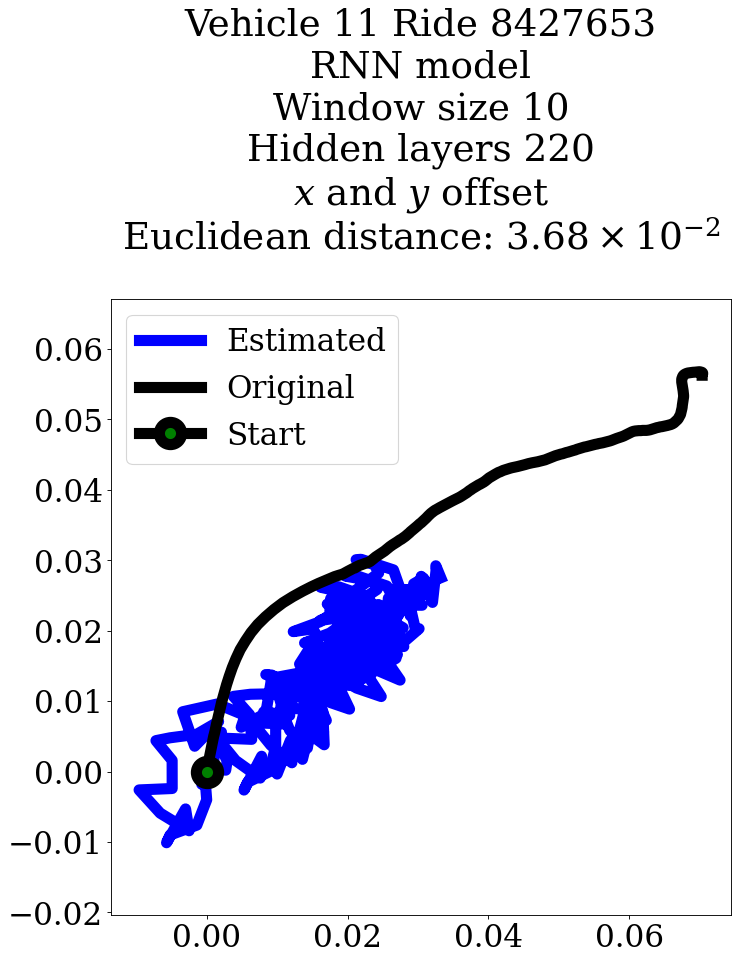 Vehicle 11 Ride 8427653
RNN model
Window size 10
Hidden layers 220
x and y offset
Euclidean distance: 3.68 × 10⁻²
Estimated
Original
Start
0.06
0.05
0.04
0.03
0.02
0.01
0.00
−0.01
−0.02
0.00 0.02 0.04 0.06